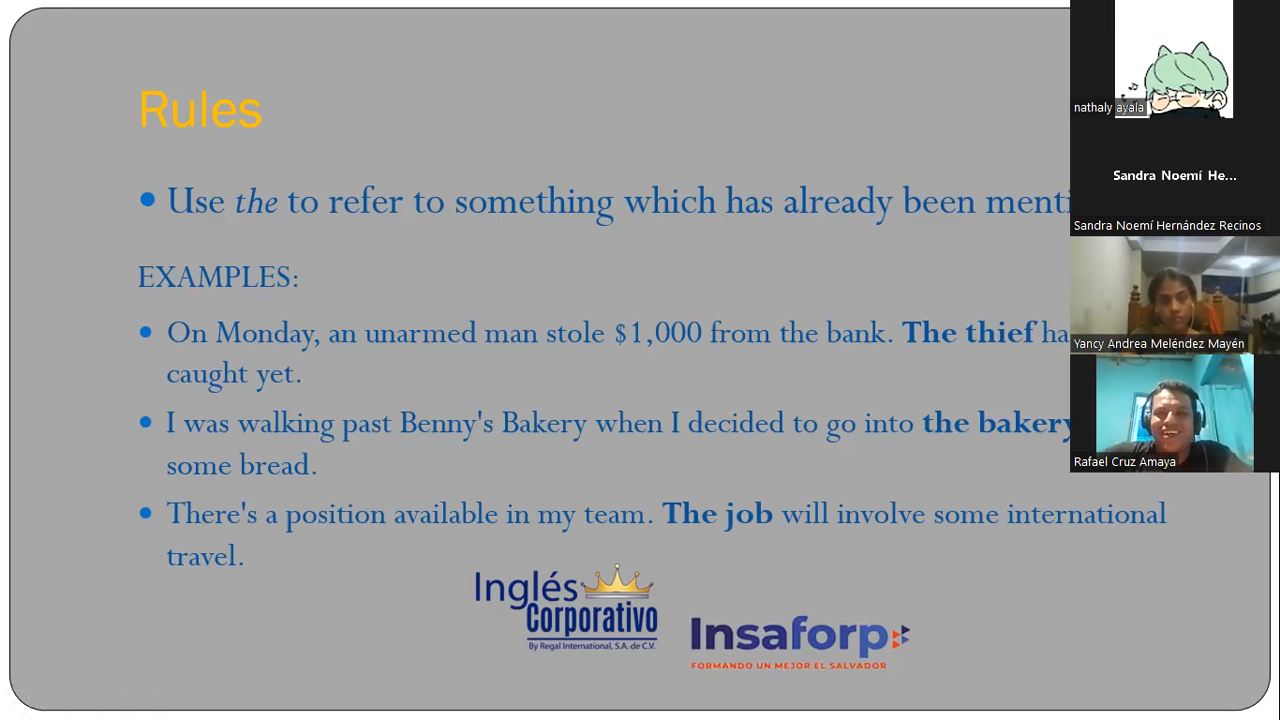 Rules
• Use the to refer to something which has already been
EXAMPLES:
• On Monday, an unarmed man stole $1,000 from the bank. The thief
caught yet.
• I was walking past Benny's Bakery when I decided to go into the bakery
some bread.
• There's a position available in my team. The job will involve some international
travel.
Inglés
Corporativo
By Regal International, S.A. de C.V.
Insaforp
FORMANDO UN MEJOR EL SALVADOR
nathaly ayala
Sandra Noemí He...
Sandra Noemí Hernández Recinos
Yancy Andrea Meléndez Mayén
Rafael Cruz Amaya